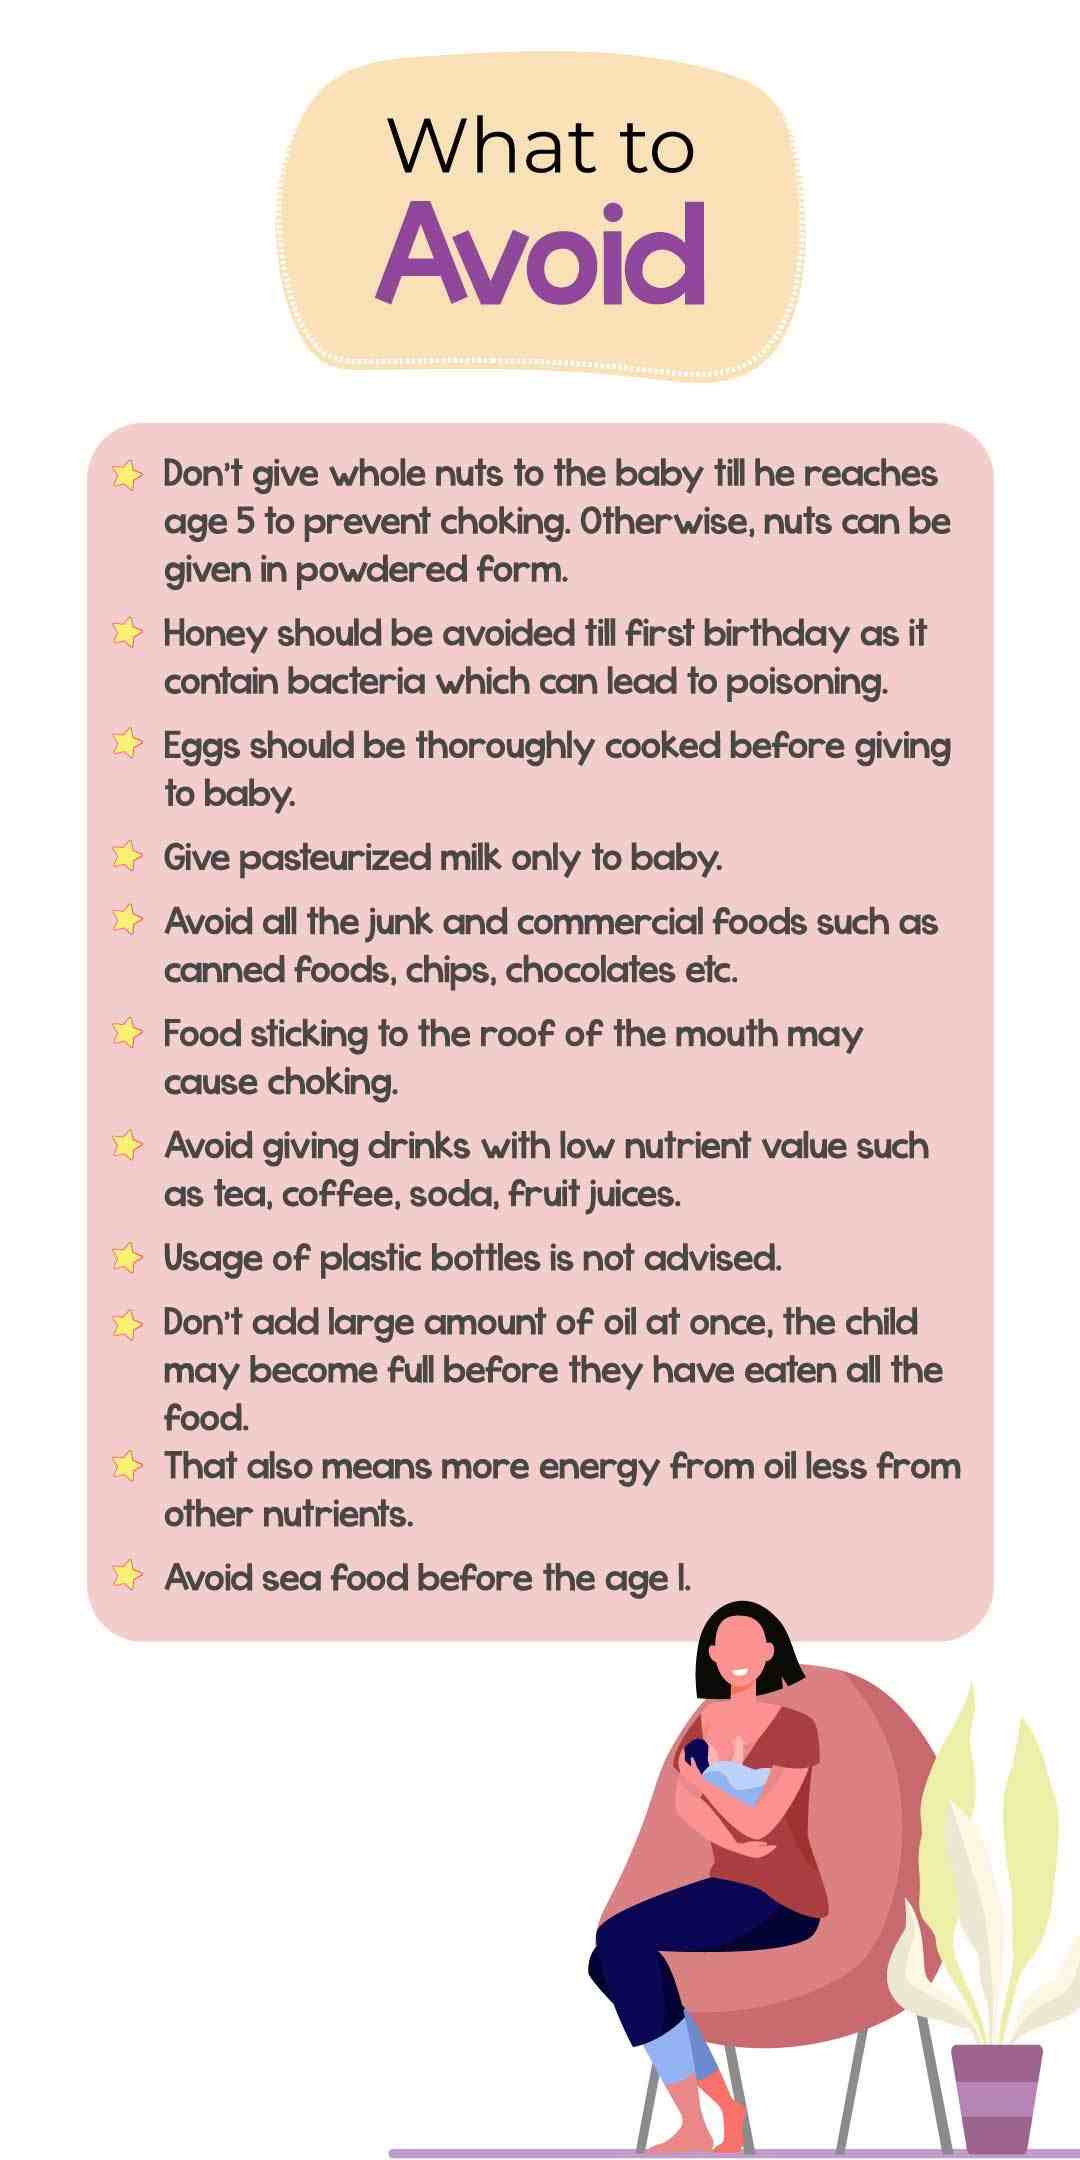 What to
Avoid
Don't give whole nuts to the baby till he reaches
age 5 to prevent choking. Otherwise, nuts can be
given in powdered form.
Honey should be avoided till first birthday as it
contain bacteria which can lead to poisoning.
Eggs should be thoroughly cooked before giving
to baby.
Give pasteurized milk only to baby.
Avoid all the junk and commercial foods such as
canned foods, chips, chocolates etc.
Food sticking to the roof of the mouth may
cause choking.
Avoid giving drinks with low nutrient value such
as tea, coffee, soda, fruit juices.
Usage of plastic bottles is not advised.
Don't add large amount of oil at once, the child
may become full before they have eaten all the
food.
That also means more energy from oil less from
other nutrients.
Avoid sea food before the age 1.